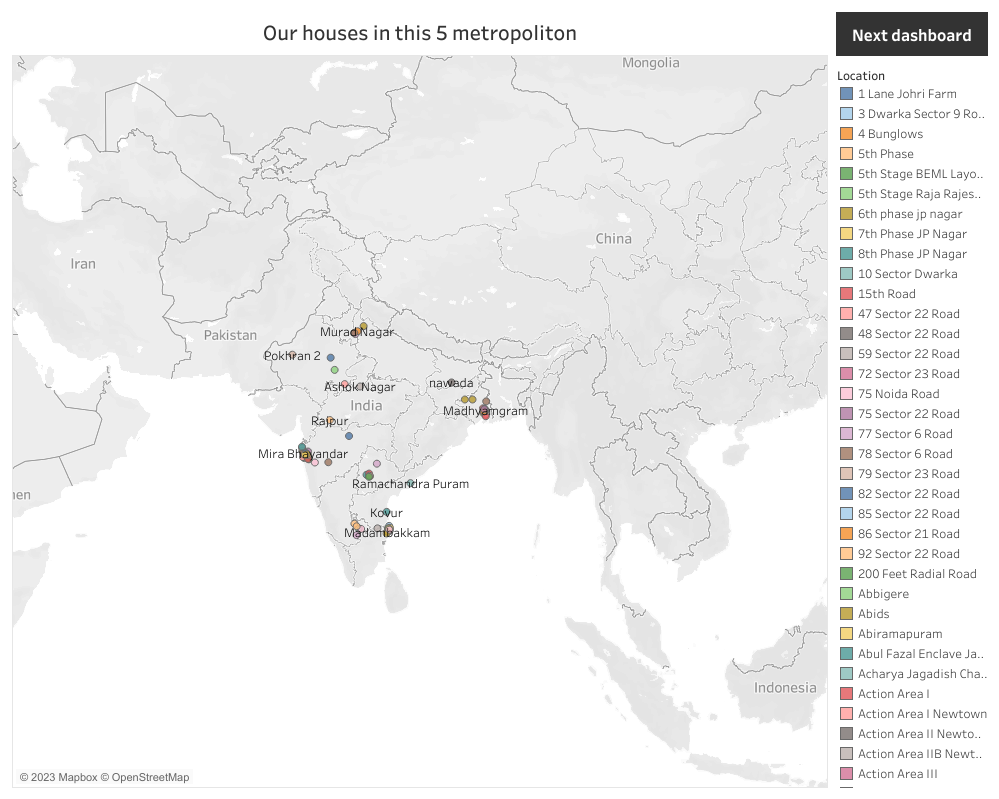 Our houses in this 5 metropoliton
Next dashboard
Mongolia
Iran
China
Pakistan
Murad Nagar
Pokhran 2
Ashok Nagar
nawada
India
Madhyamgram
Rajpur
Mira Bhayandar
Ramachandra Puram
men
Kovur
Madambakkam
Indonesia
© 2023 Mapbox © OpenStreetMap
Location
1 Lane Johri Farm
3 Dwarka Sector 9 Ro..
4 Bunglows
5th Phase
5th Stage BEML Layo..
5th Stage Raja Rajes..
6th phase jp nagar
7th Phase JP Nagar
8th Phase JP Nagar
10 Sector Dwarka
15th Road
47 Sector 22 Road
48 Sector 22 Road
59 Sector 22 Road
72 Sector 23 Road
75 Noida Road
75 Sector 22 Road
77 Sector 6 Road
78 Sector 6 Road
79 Sector 23 Road
82 Sector 22 Road
85 Sector 22 Road
86 Sector 21 Road
92 Sector 22 Road
200 Feet Radial Road
Abbigere
Abids
Abiramapuram
Abul Fazal Enclave Ja..
Acharya Jagadish Cha..
Action Area I
Action Area I Newtown
Action Area II Newto..
Action Area IIB Newt..
Action Area III